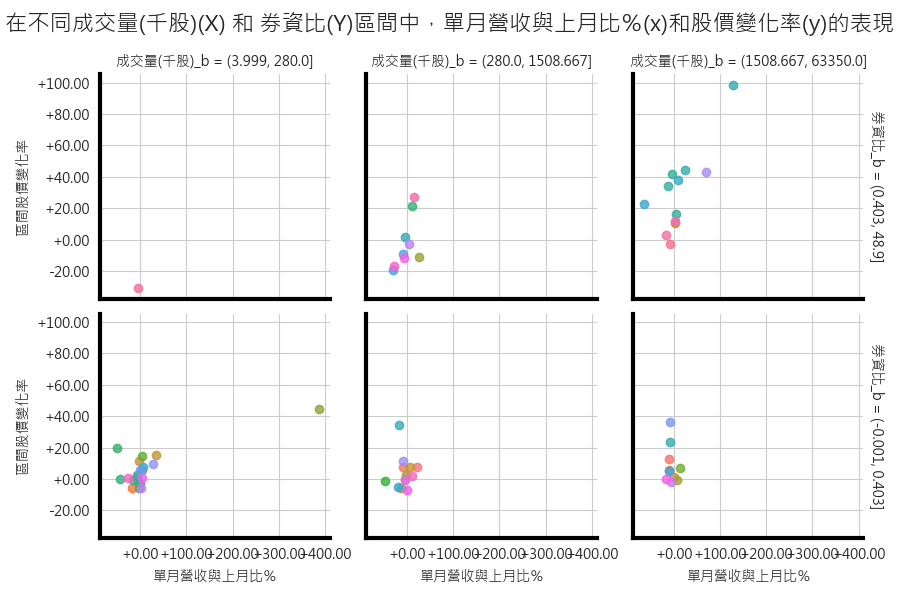 在不同成交量(千股)(X) 和 券資比(Y)區間中，單月營收與上月比％(x)和股價變化率(y)的表現
成交量(千股)_b = (3.999, 280.0]
成交量(千股)_b = (280.0, 1508.667]
成交量(千股)_b = (1508.667, 63350.0]
+100.00
+80.00
+60.00
+40.00
+20.00
+0.00
-20.00
區間股價變化率
券資比_b = (0.403, 48.9]
+100.00
+80.00
+60.00
+40.00
+20.00
+0.00
-20.00
區間股價變化率
券資比_b = (-0.001, 0.403]
+0.00 +100.00 +200.00 +300.00 +400.00
+0.00 +100.00 +200.00 +300.00 +400.00
+0.00 +100.00 +200.00 +300.00 +400.00
單月營收與上月比％
單月營收與上月比％
單月營收與上月比％